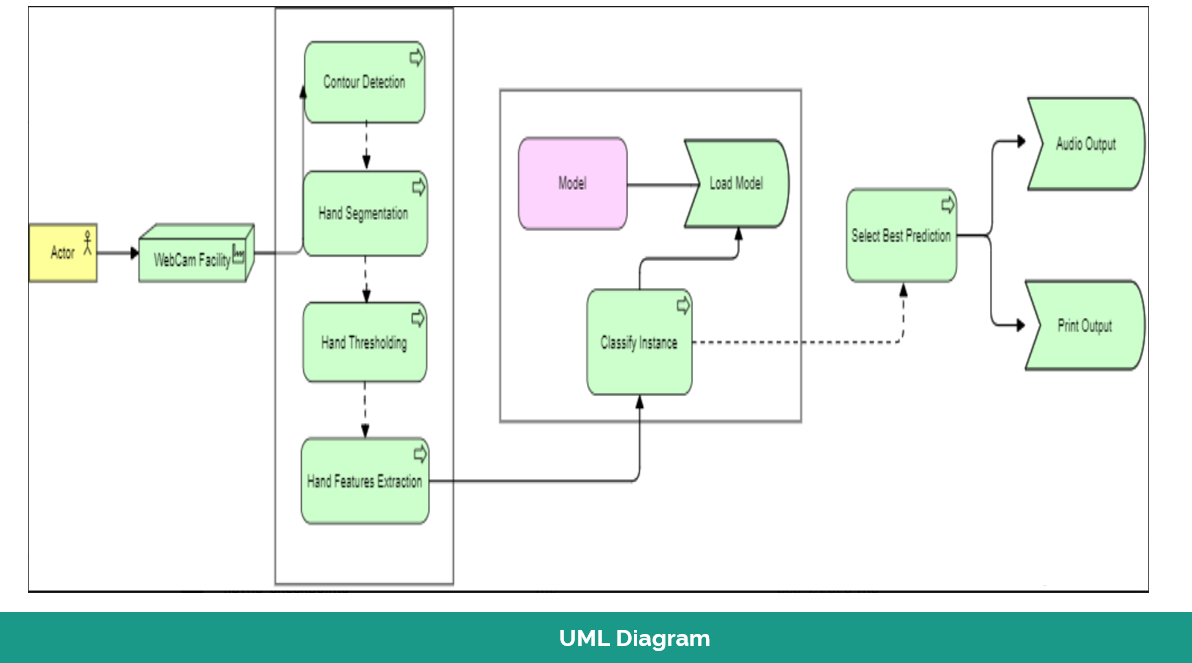 Contour Detection
Hand Segmentation
Hand Thresholding
Hand Features Extraction
Actor
WebCam Facility
Model
Load Model
Classify Instance
Select Best Prediction
Audio Output
Print Output
UML Diagram